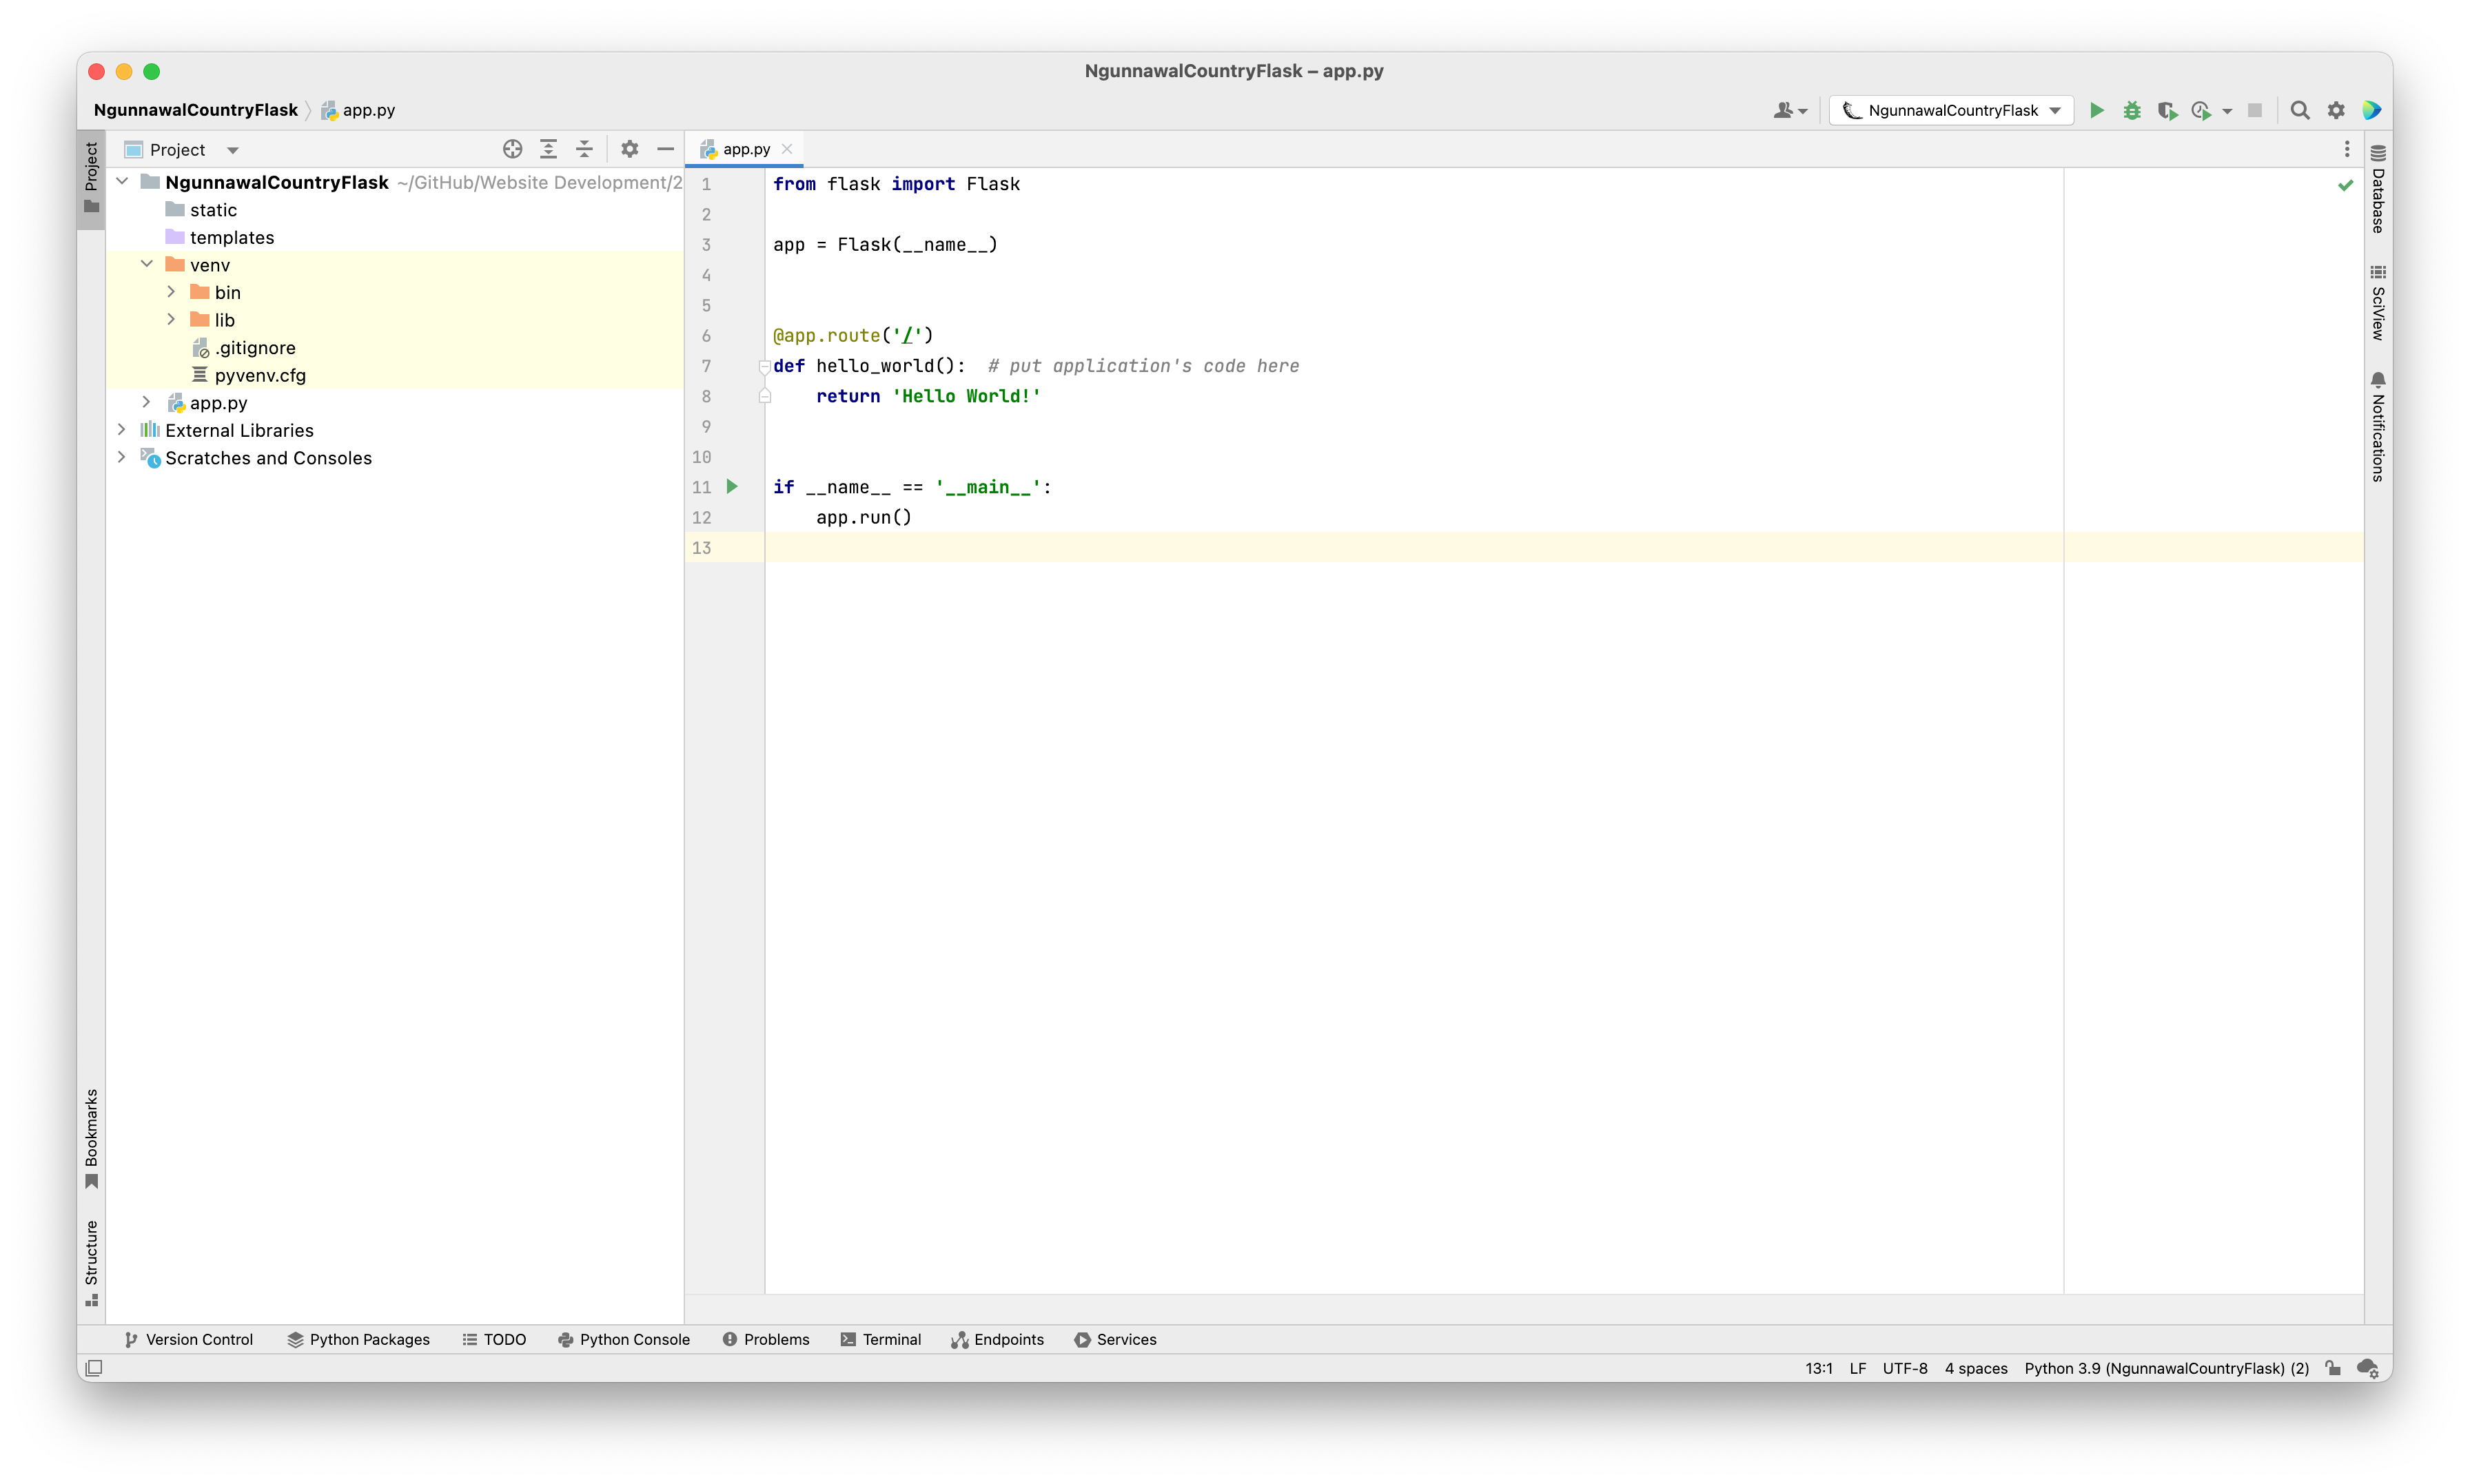 NgunnawalCountryFlask – app.py
NgunnawalCountryFlask app.py
NgunnawalCountryFlask
Project
Project
NgunnawalCountryFlask ~/GitHub/Website Development/2
static
templates
venv
bin
lib
.gitignore
pyvenv.cfg
app.py
External Libraries
Scratches and Consoles
Bookmarks
Structure
app.py
1 from flask import Flask
2
3 app = Flask(__name__)
4
5
6 @app.route('/')
7 def hello_world():  # put application's code here
8     return 'Hello World!'
9
10
11 if __name__ == '__main__':
12     app.run()
13
Database
SciView
Notifications
Version Control Python Packages TODO Python Console Problems Terminal Endpoints Services
13:1 LF UTF-8 4 spaces Python 3.9 (NgunnawalCountryFlask) (2)